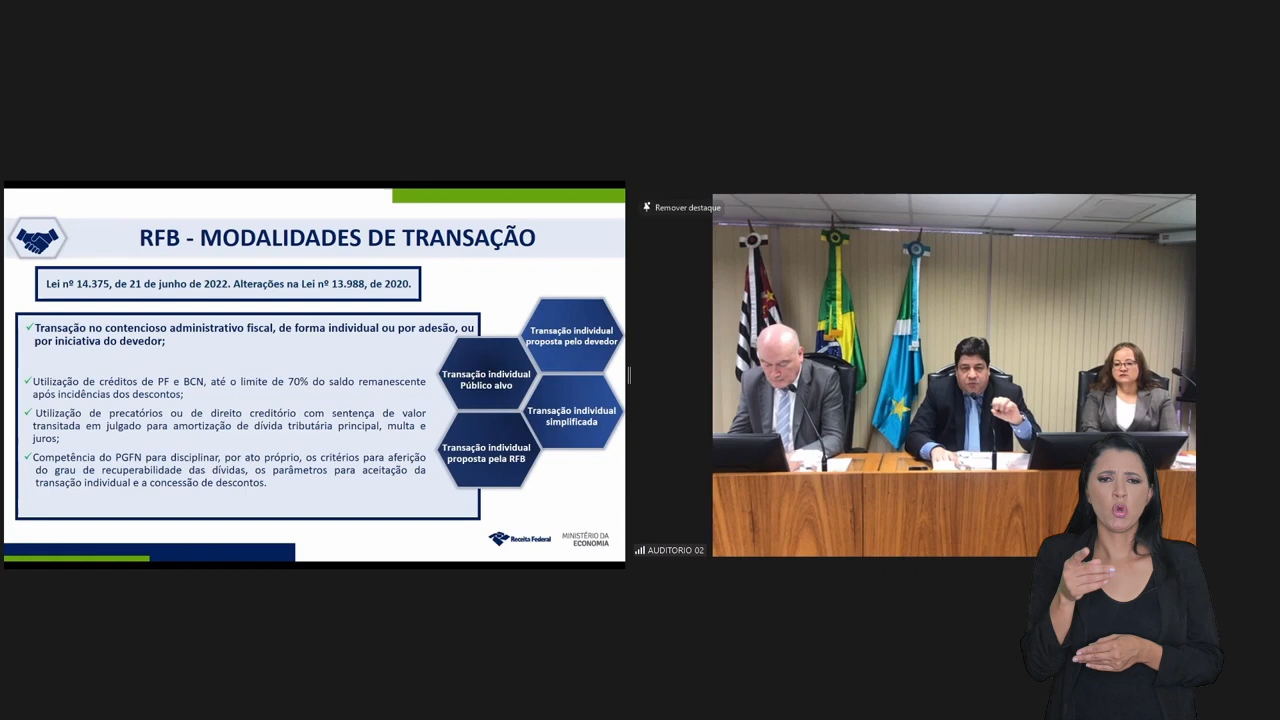 RFB - MODALIDADES DE TRANSAÇÃO
Lei nº 14.375, de 21 de junho de 2022. Alterações na Lei nº 13.988, de 2020.
✓Transação no contencioso administrativo fiscal, de forma individual ou por adesão, ou
por iniciativa do devedor;
✓Utilização de créditos de PF e BCN, até o limite de 70% do saldo remanescente
após incidências dos descontos;
✓ Utilização de precatórios ou de direito creditório com sentença de valor
transitada em julgado para amortização de dívida tributária principal, multa e
juros;
✓Competência do PGFN para disciplinar, por ato próprio, os critérios para aferição
do grau de recuperabilidade das dívidas, os parâmetros para aceitação da
transação individual e a concessão de descontos.
Transação individual
proposta pelo devedor
Transação individual
Público alvo
Transação individual
simplificada
Transação individual
proposta pela RFB
Receita Federal
MINISTÉRIO DA
ECONOMIA
Remover destaque
AUDITORIO 02